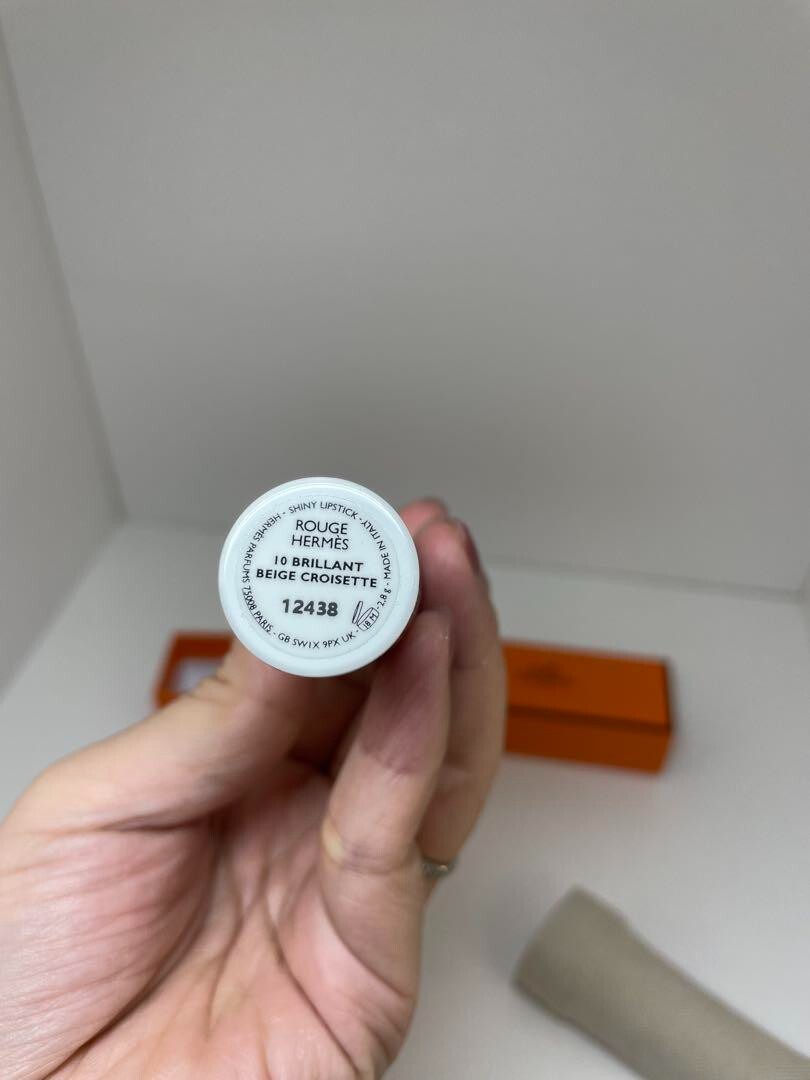 HERMÈS PARFUMS 75008 PARIS - GB SW1X 9PX UK - 18 M - 2,8 g - MADE IN ITALY - SHINY LIPSTICK -
ROUGE
HERMÈS
10 BRILLANT
BEIGE CROISETTE
12438